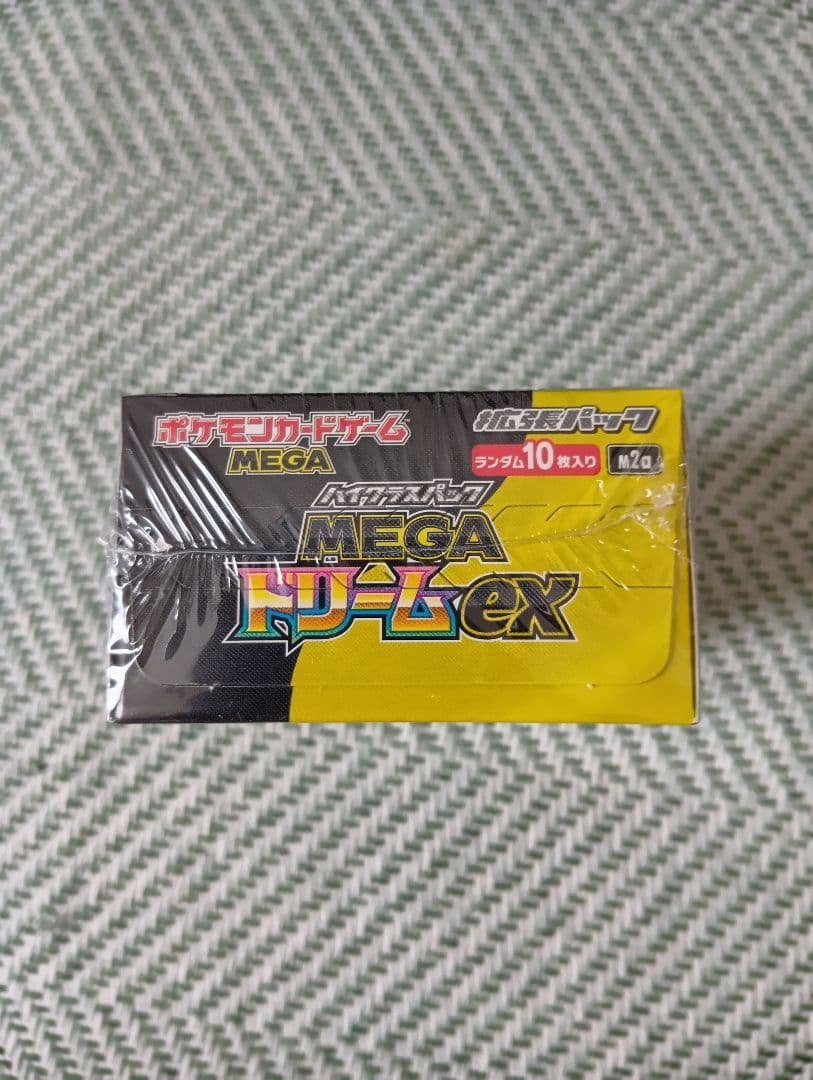 ポケモンカードゲーム
MEGA
拡張パック
ランダム10枚入り M2a
ハイクラスパック
MEGA
ドリームex